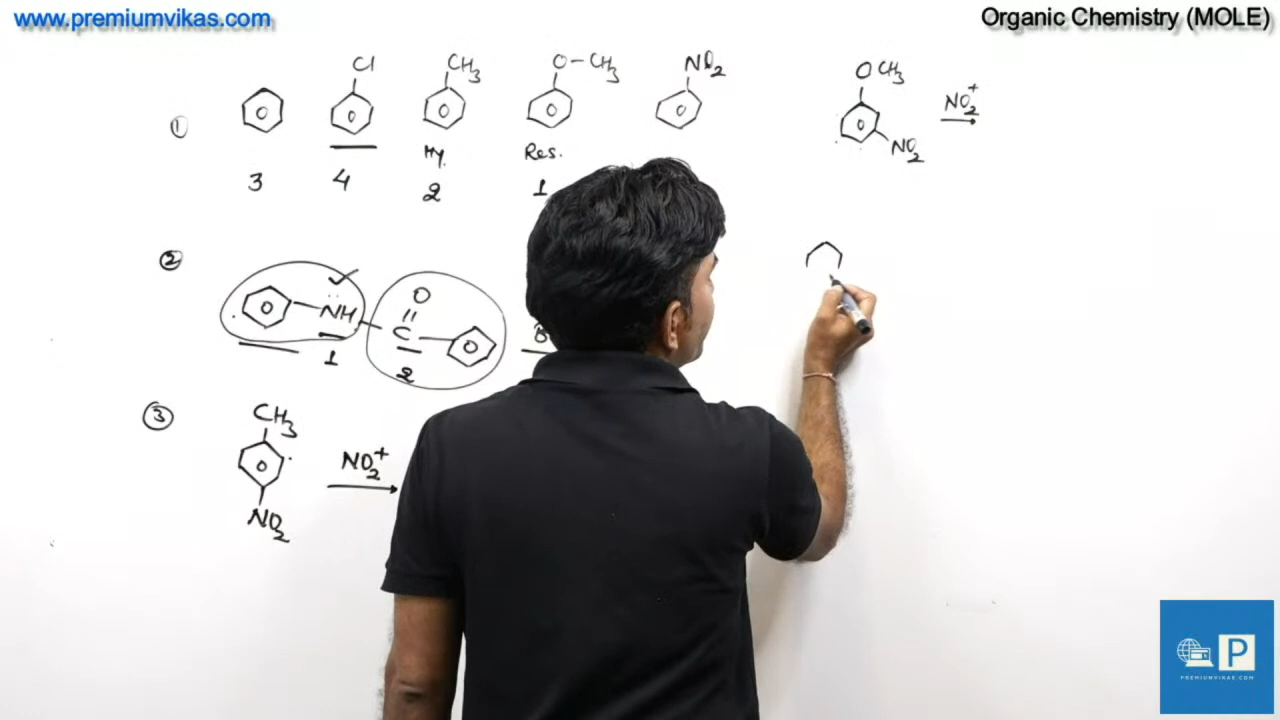 www.premiumvikas.com
Organic Chemistry (MOLE)
Cl CH3 O-CH3 NO2
①
Hy. Res.
3 4 2 1
OCH3
NO2
NO2+
②
NH
O
C
1 2
③
CH3
NO2
NO2+
P
PREMIUMVIKAS.COM